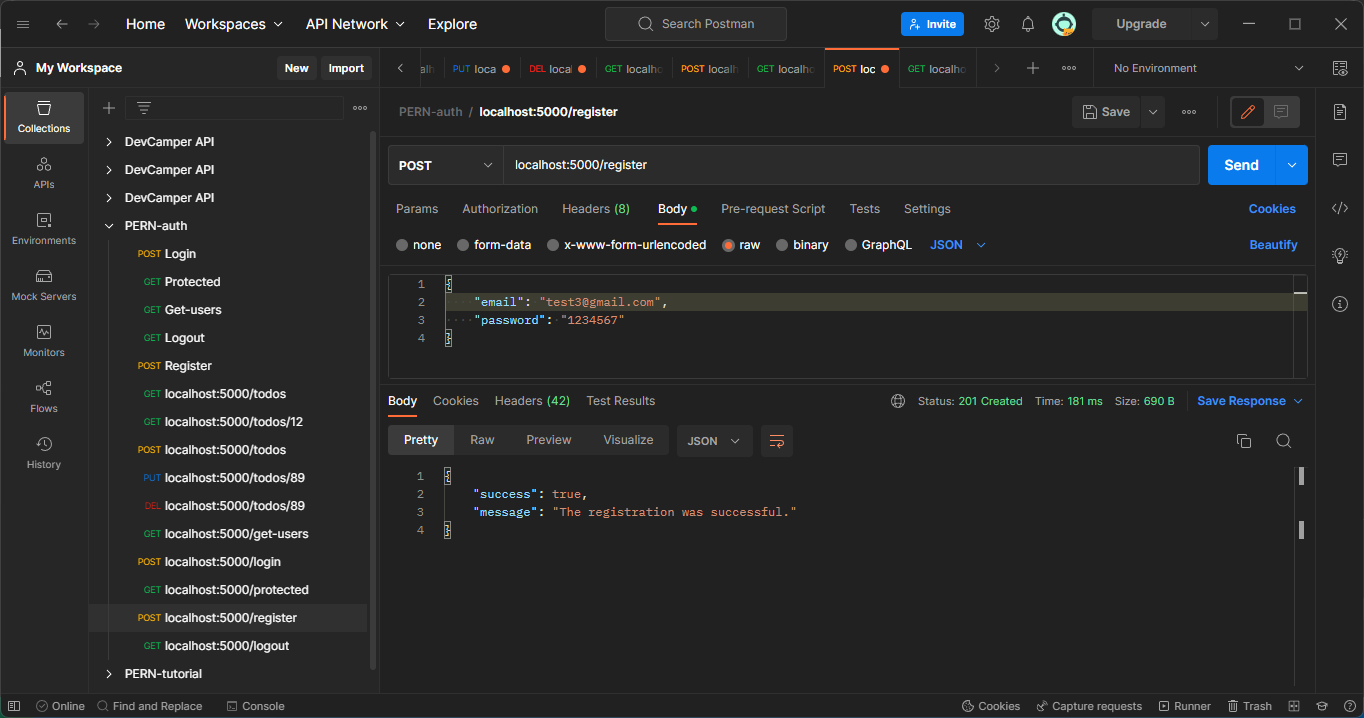 Home Workspaces API Network Explore Search Postman Invite Upgrade
My Workspace New Import PUT loca DEL local GET localho POST localh GET localho POST loc GET localho No Environment
Collections
APIs
Environments
Mock Servers
Monitors
Flows
History
DevCamper API
DevCamper API
DevCamper API
PERN-auth
POST Login
GET Protected
GET Get-users
GET Logout
POST Register
GET localhost:5000/todos
GET localhost:5000/todos/12
POST localhost:5000/todos
PUT localhost:5000/todos/89
DEL localhost:5000/todos/89
GET localhost:5000/get-users
POST localhost:5000/login
GET localhost:5000/protected
POST localhost:5000/register
GET localhost:5000/logout
PERN-tutorial
PERN-auth / localhost:5000/register Save
POST localhost:5000/register Send
Params Authorization Headers (8) Body Pre-request Script Tests Settings Cookies
none form-data x-www-form-urlencoded raw binary GraphQL JSON Beautify
1 {
2 "email": "test3@gmail.com",
3 "password": "1234567"
4 }
Body Cookies Headers (42) Test Results Status: 201 Created Time: 181 ms Size: 690 B Save Response
Pretty Raw Preview Visualize JSON
1 {
2 "success": true,
3 "message": "The registration was successful."
4 }
Online Find and Replace Console Cookies Capture requests Runner Trash